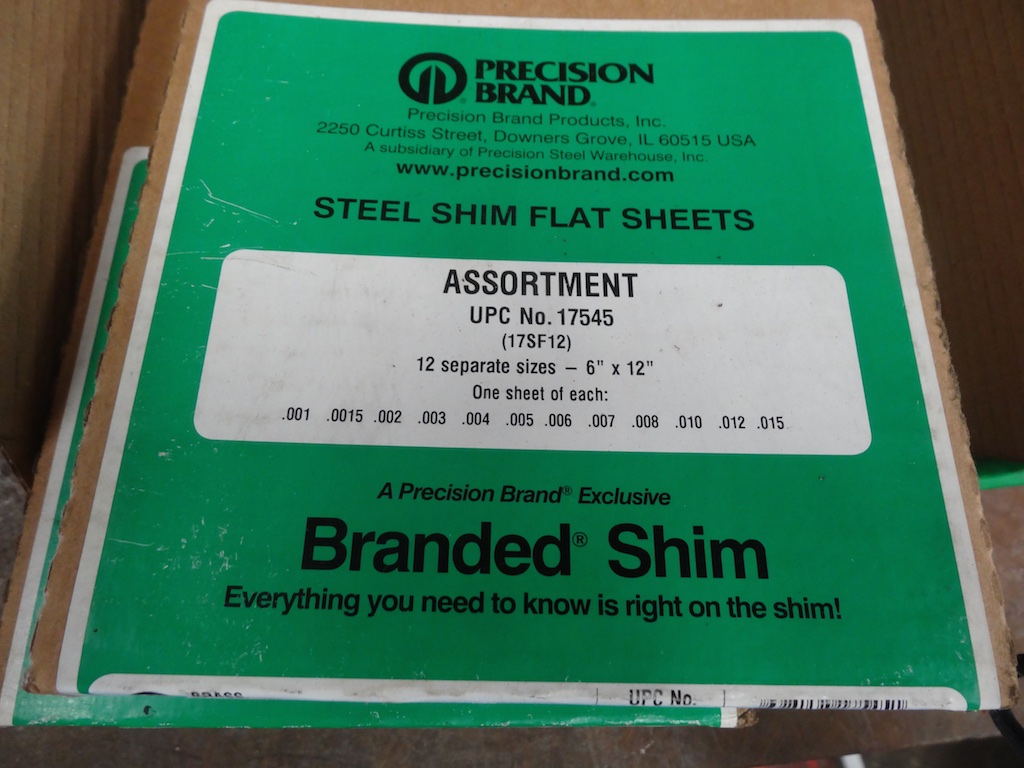 PRECISION
BRAND®
Precision Brand Products, Inc.
2250 Curtiss Street, Downers Grove, IL 60515 USA
A subsidiary of Precision Steel Warehouse, Inc.
www.precisionbrand.com
STEEL SHIM FLAT SHEETS
ASSORTMENT
UPC No. 17545
(17SF12)
12 separate sizes – 6" x 12"
One sheet of each:
.001 .0015 .002 .003 .004 .005 .006 .007 .008 .010 .012 .015
A Precision Brand® Exclusive
Branded® Shim
Everything you need to know is right on the shim!
UPC No.